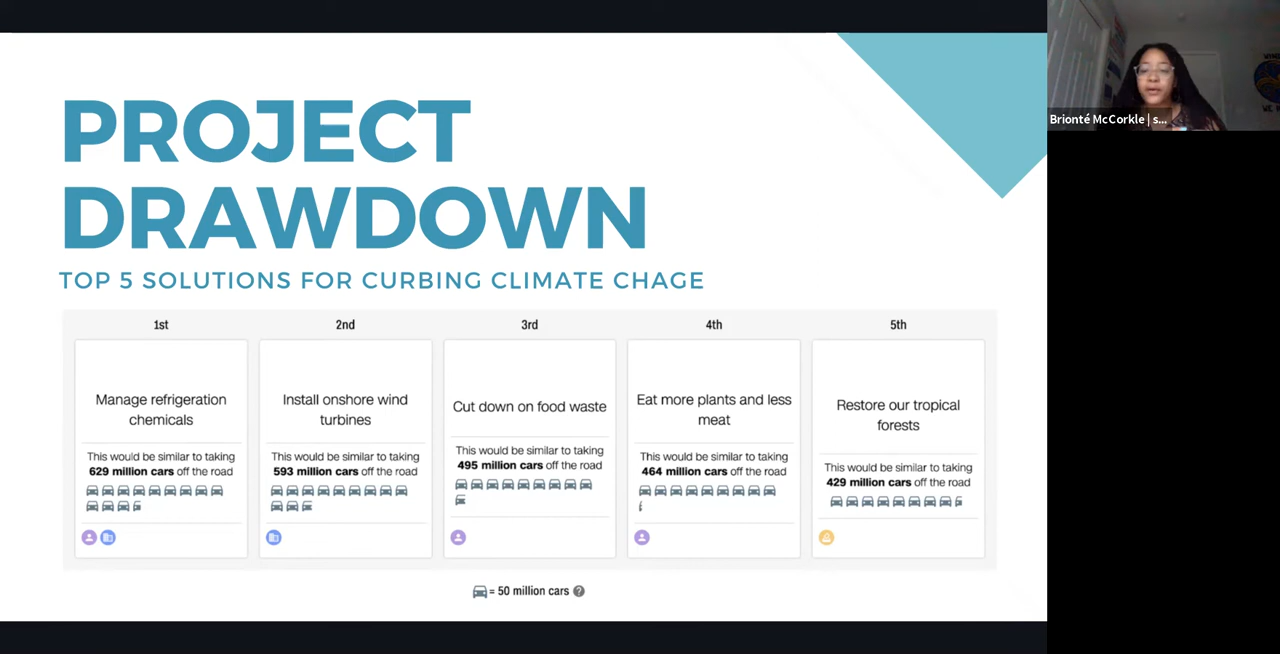 PROJECT
DRAWDOWN
TOP 5 SOLUTIONS FOR CURBING CLIMATE CHAGE
1st
Manage refrigeration
chemicals
This would be similar to taking
629 million cars off the road
2nd
Install onshore wind
turbines
This would be similar to taking
593 million cars off the road
3rd
Cut down on food waste
This would be similar to taking
495 million cars off the road
4th
Eat more plants and less
meat
This would be similar to taking
464 million cars off the road
5th
Restore our tropical
forests
This would be similar to taking
429 million cars off the road
= 50 million cars ?
Brionté McCorkle | s...